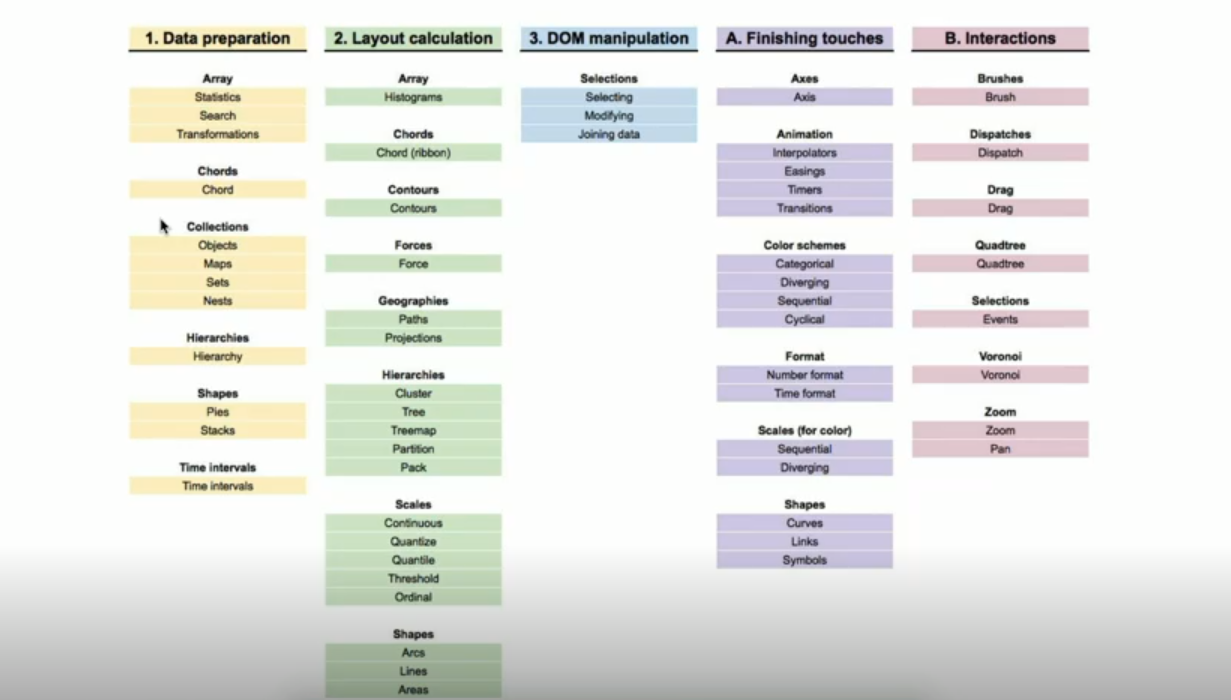 1. Data preparation
Array
Statistics
Search
Transformations
Chords
Chord
Collections
Objects
Maps
Sets
Nests
Hierarchies
Hierarchy
Shapes
Pies
Stacks
Time intervals
Time intervals
2. Layout calculation
Array
Histograms
Chords
Chord (ribbon)
Contours
Contours
Forces
Force
Geographies
Paths
Projections
Hierarchies
Cluster
Tree
Treemap
Partition
Pack
Scales
Continuous
Quantize
Quantile
Threshold
Ordinal
Shapes
Arcs
Lines
Areas
3. DOM manipulation
Selections
Selecting
Modifying
Joining data
A. Finishing touches
Axes
Axis
Animation
Interpolators
Easings
Timers
Transitions
Color schemes
Categorical
Diverging
Sequential
Cyclical
Format
Number format
Time format
Scales (for color)
Sequential
Diverging
Shapes
Curves
Links
Symbols
B. Interactions
Brushes
Brush
Dispatches
Dispatch
Drag
Drag
Quadtree
Quadtree
Selections
Events
Voronoi
Voronoi
Zoom
Zoom
Pan